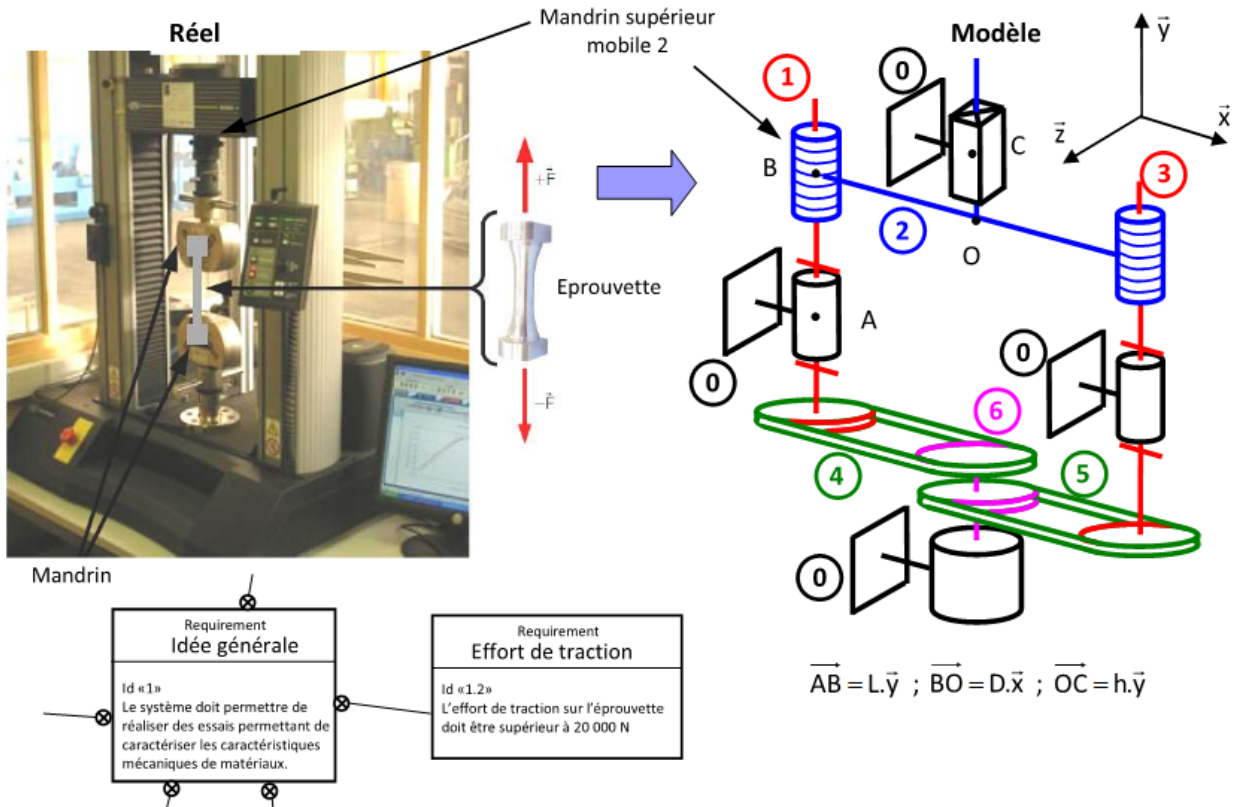 Réel
Mandrin supérieur
mobile 2
Modèle
0
1
B
C
y
x
z
3
2
O
+F
Eprouvette
-F
A
0
0
6
4
5
0
Mandrin
Requirement
Idée générale
Id «1»
Le système doit permettre de
réaliser des essais permettant de
caractériser les caractéristiques
mécaniques de matériaux.
Requirement
Effort de traction
Id «1.2»
L'effort de traction sur l'éprouvette
doit être supérieur à 20 000 N
AB = L.y ; BO = D.x ; OC = h.y